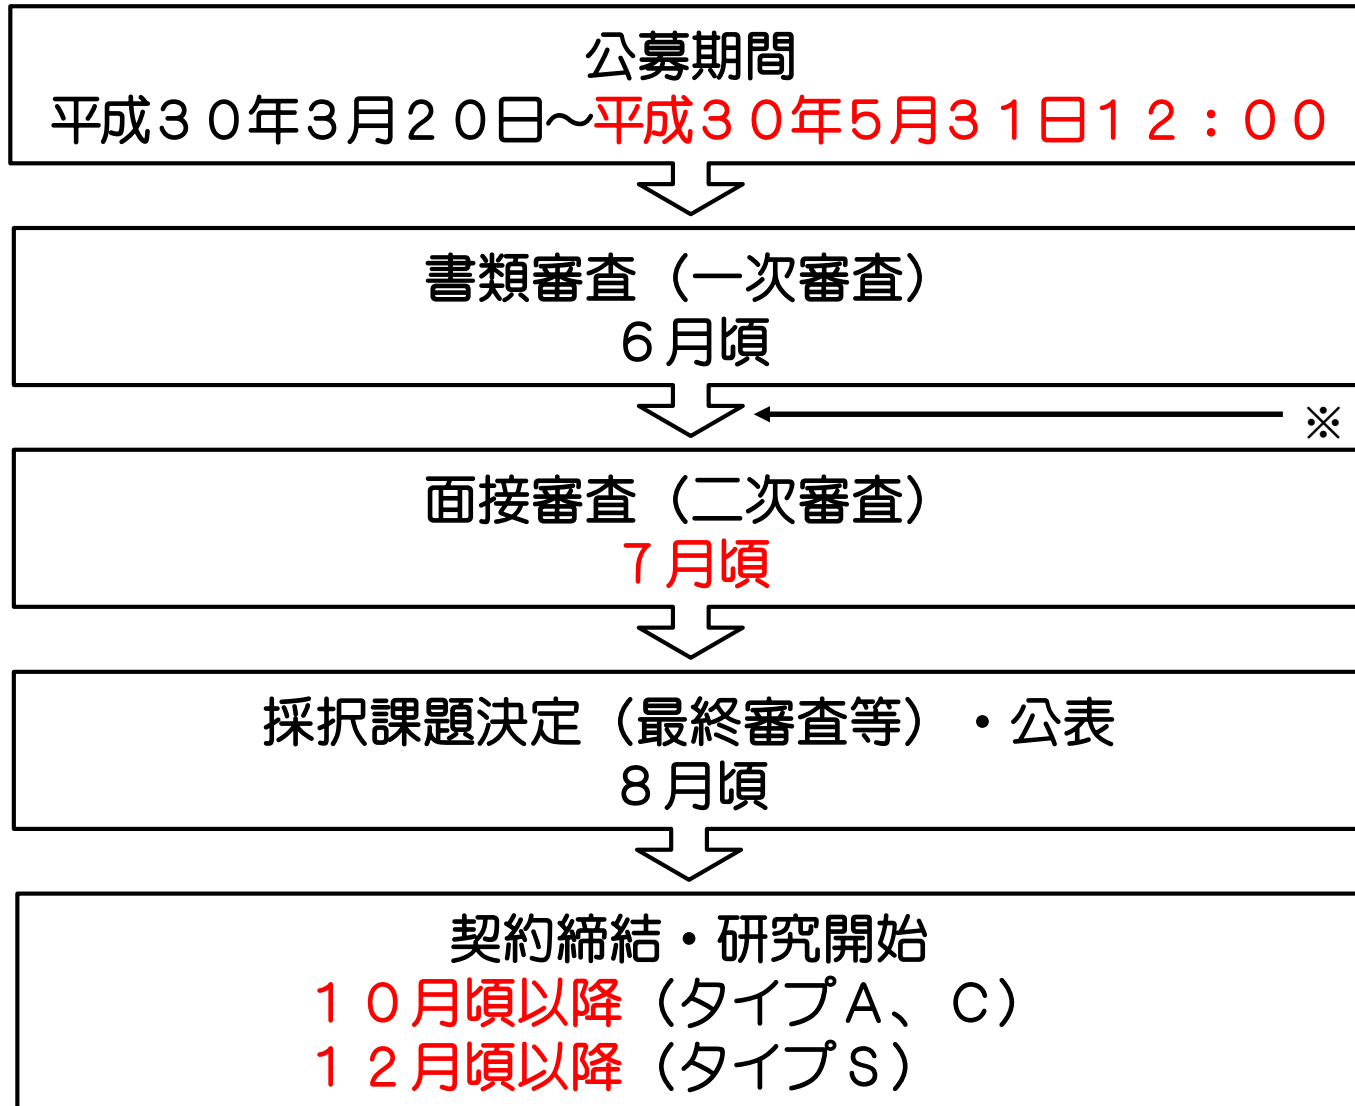 公募期間
平成３０年３月２０日～平成３０年５月３１日１２：００
書類審査（一次審査）
６月頃
※
面接審査（二次審査）
７月頃
採択課題決定（最終審査等）・公表
８月頃
契約締結・研究開始
１０月頃以降（タイプＡ、Ｃ）
１２月頃以降（タイプＳ）